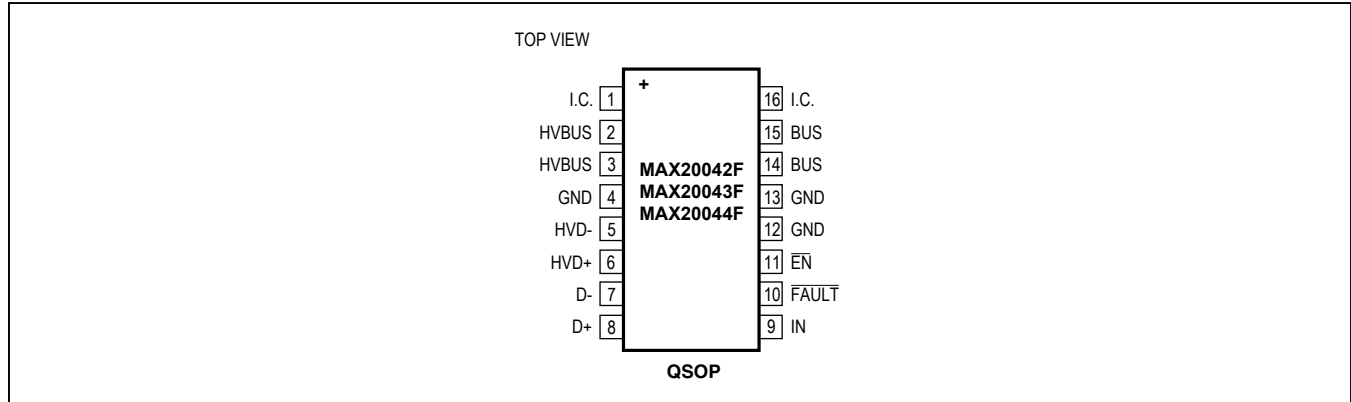 TOP VIEW
+
I.C. 1
HVBUS 2
HVBUS 3
GND 4
HVD- 5
HVD+ 6
D- 7
D+ 8
MAX20042F
MAX20043F
MAX20044F
16 I.C.
15 BUS
14 BUS
13 GND
12 GND
11 EN
10 FAULT
9 IN
QSOP